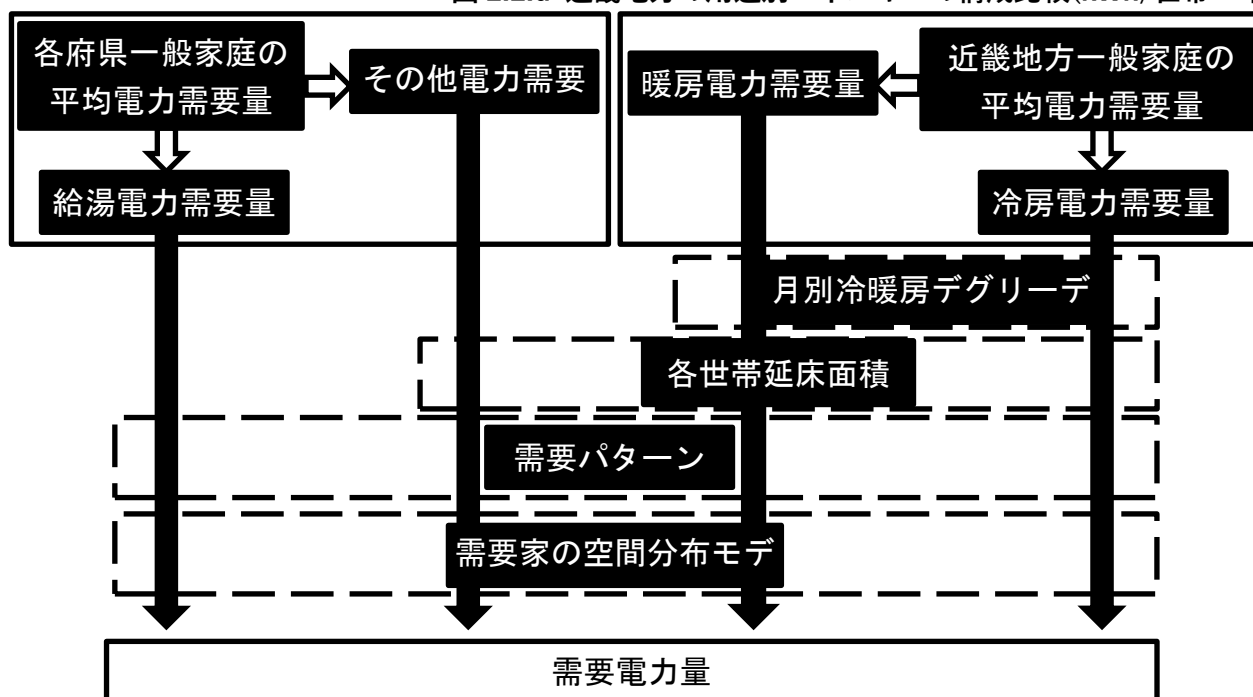 各府県一般家庭の
平均電力需要量
その他電力需要
暖房電力需要量
近畿地方一般家庭の
平均電力需要量
給湯電力需要量
冷房電力需要量
月別冷暖房デグリーデ
各世帯延床面積
需要パターン
需要家の空間分布モデ
需要電力量